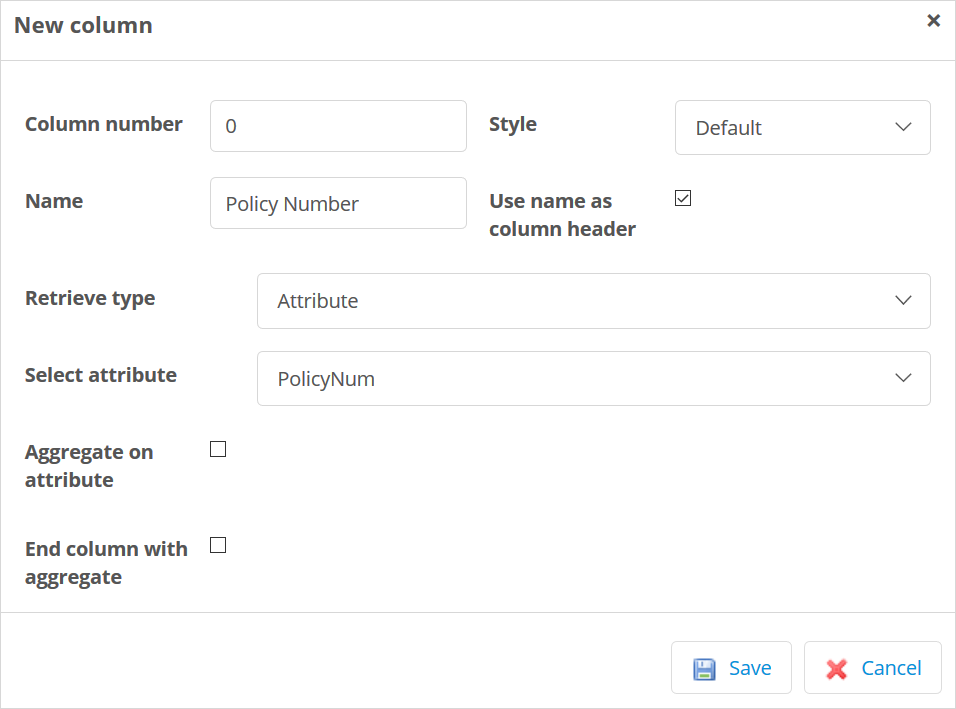 New column
Column number
0
Style
Default
Name
Policy Number
Use name as
column header
Retrieve type
Attribute
Select attribute
PolicyNum
Aggregate on
attribute
End column with
aggregate
Save
Cancel